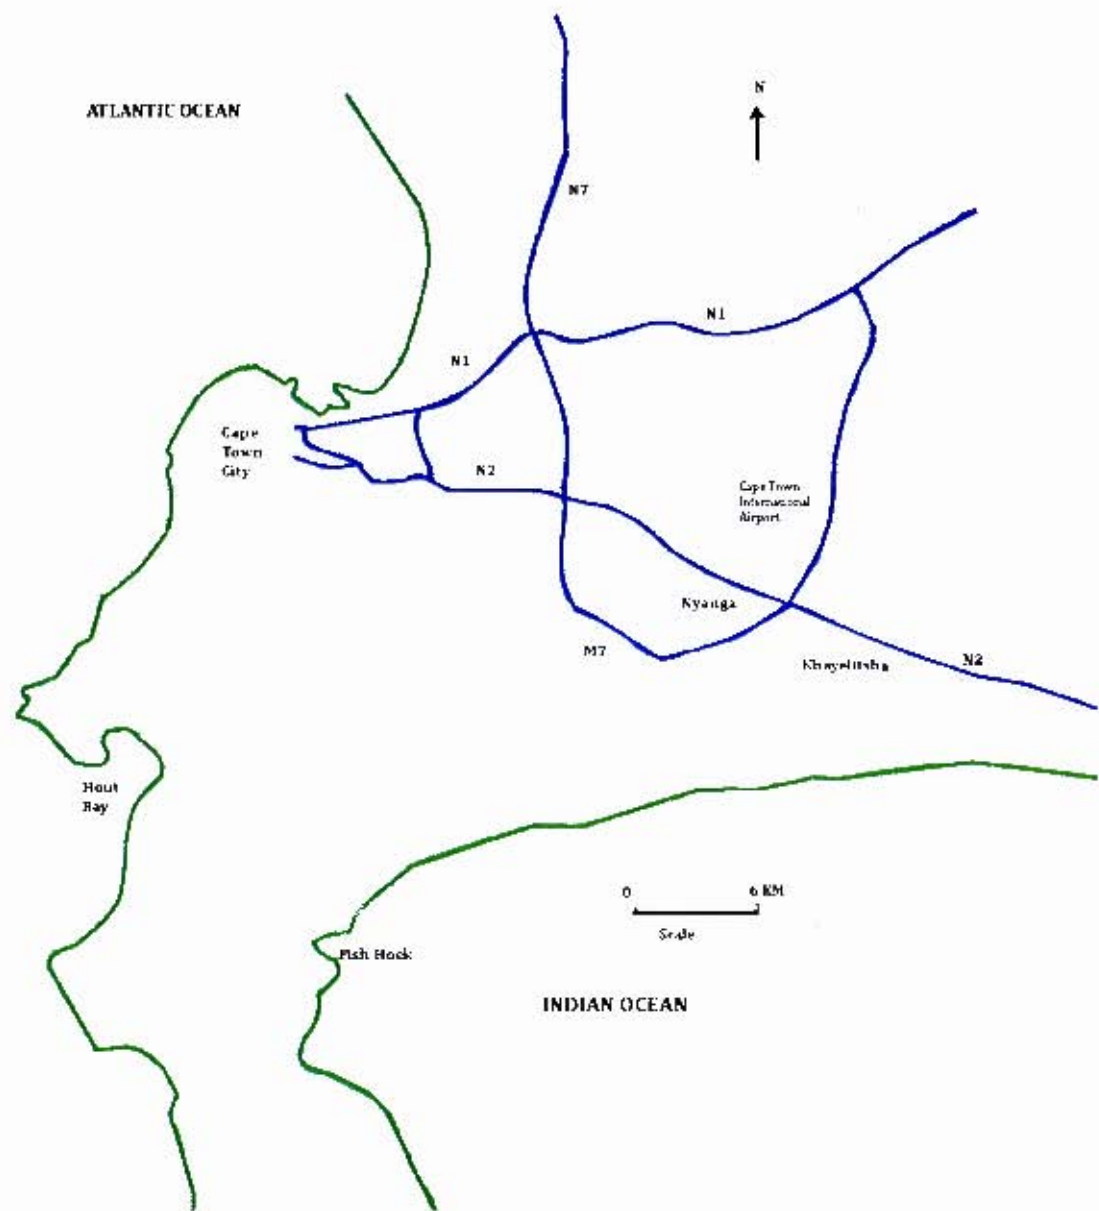 N
ATLANTIC OCEAN
N7
N1
N1
Cape
Town
City
N2
Cape Town
International
Airport
Nyanga
M7
Khayelitsha
N2
Hout
Bay
0 6 KM
Scale
Fish Hoek
INDIAN OCEAN